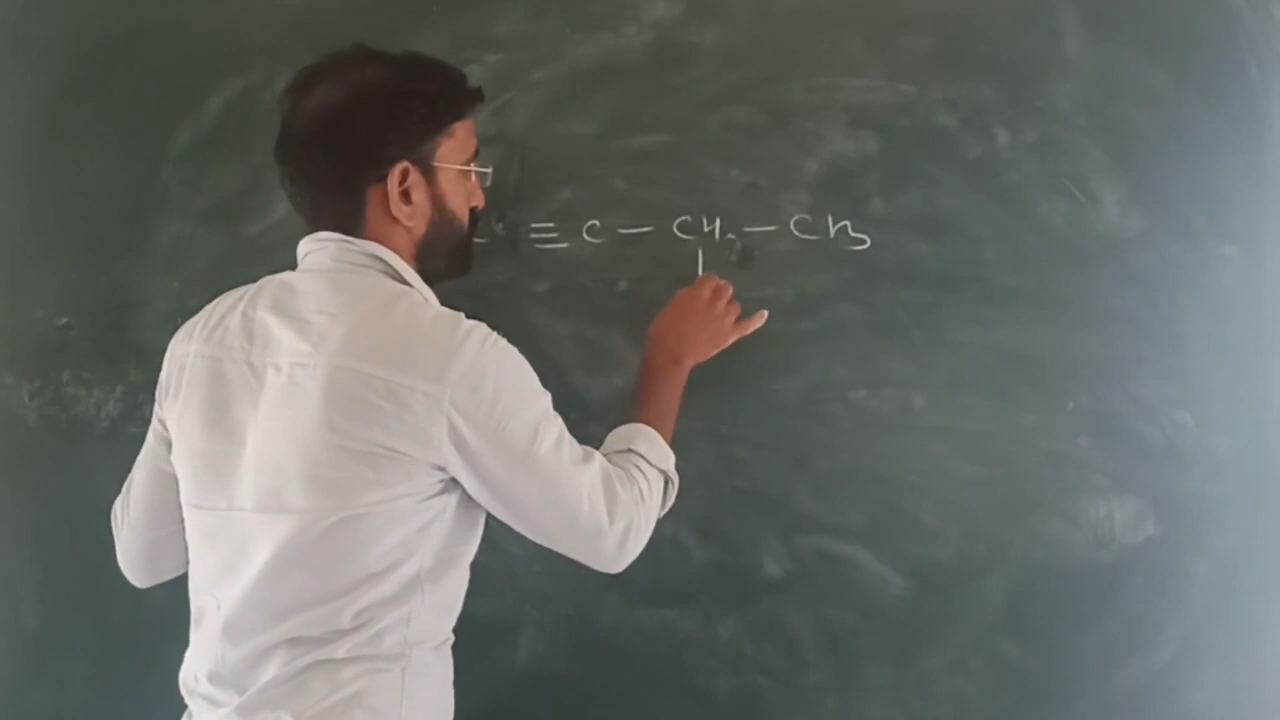 ≡ C — CH₂ — CH₃